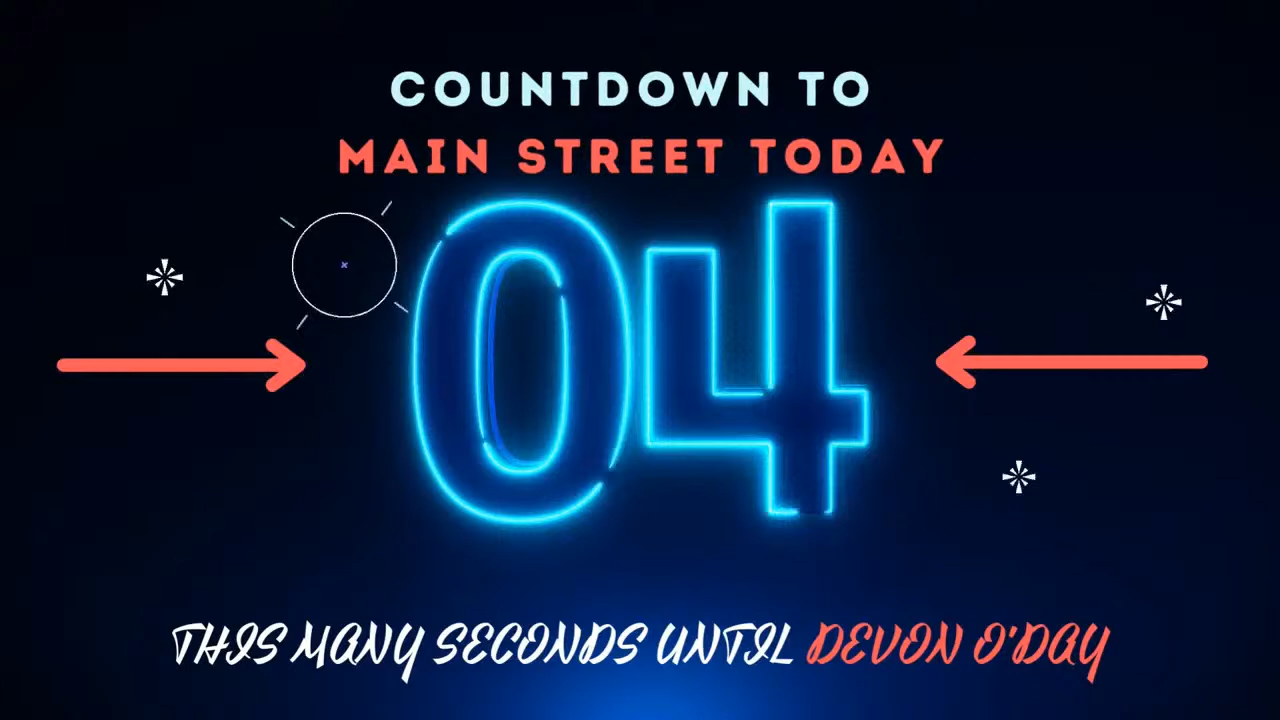 COUNTDOWN TO
MAIN STREET TODAY
04
THIS MANY SECONDS UNTIL DEVON O'DAY